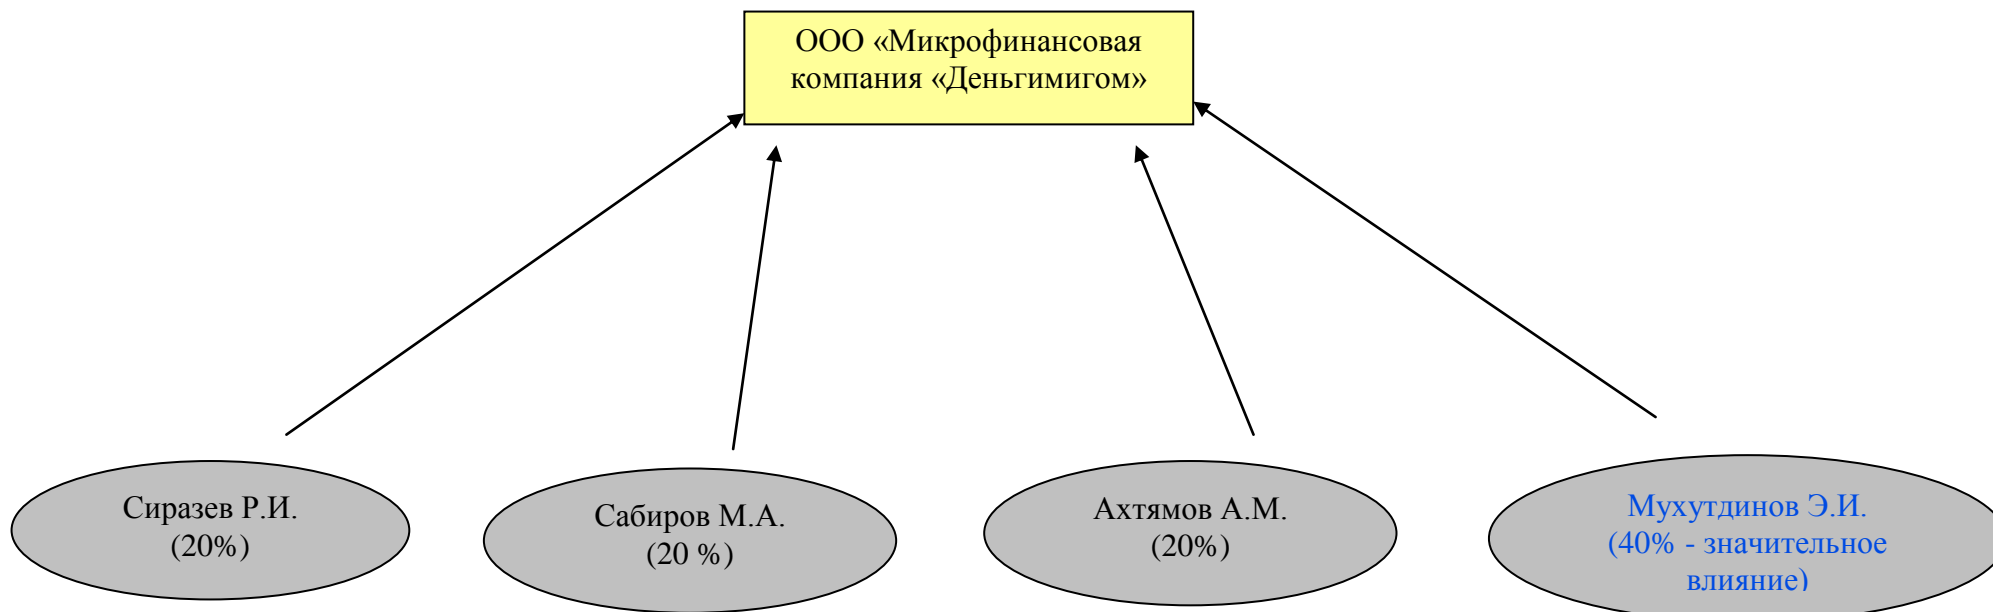 ООО «Микрофинансовая
компания «Деньгимигом»
Сиразев Р.И.
(20%)
Сабиров М.А.
(20 %)
Ахтямов А.М.
(20%)
Мухутдинов Э.И.
(40% - значительное
влияние)